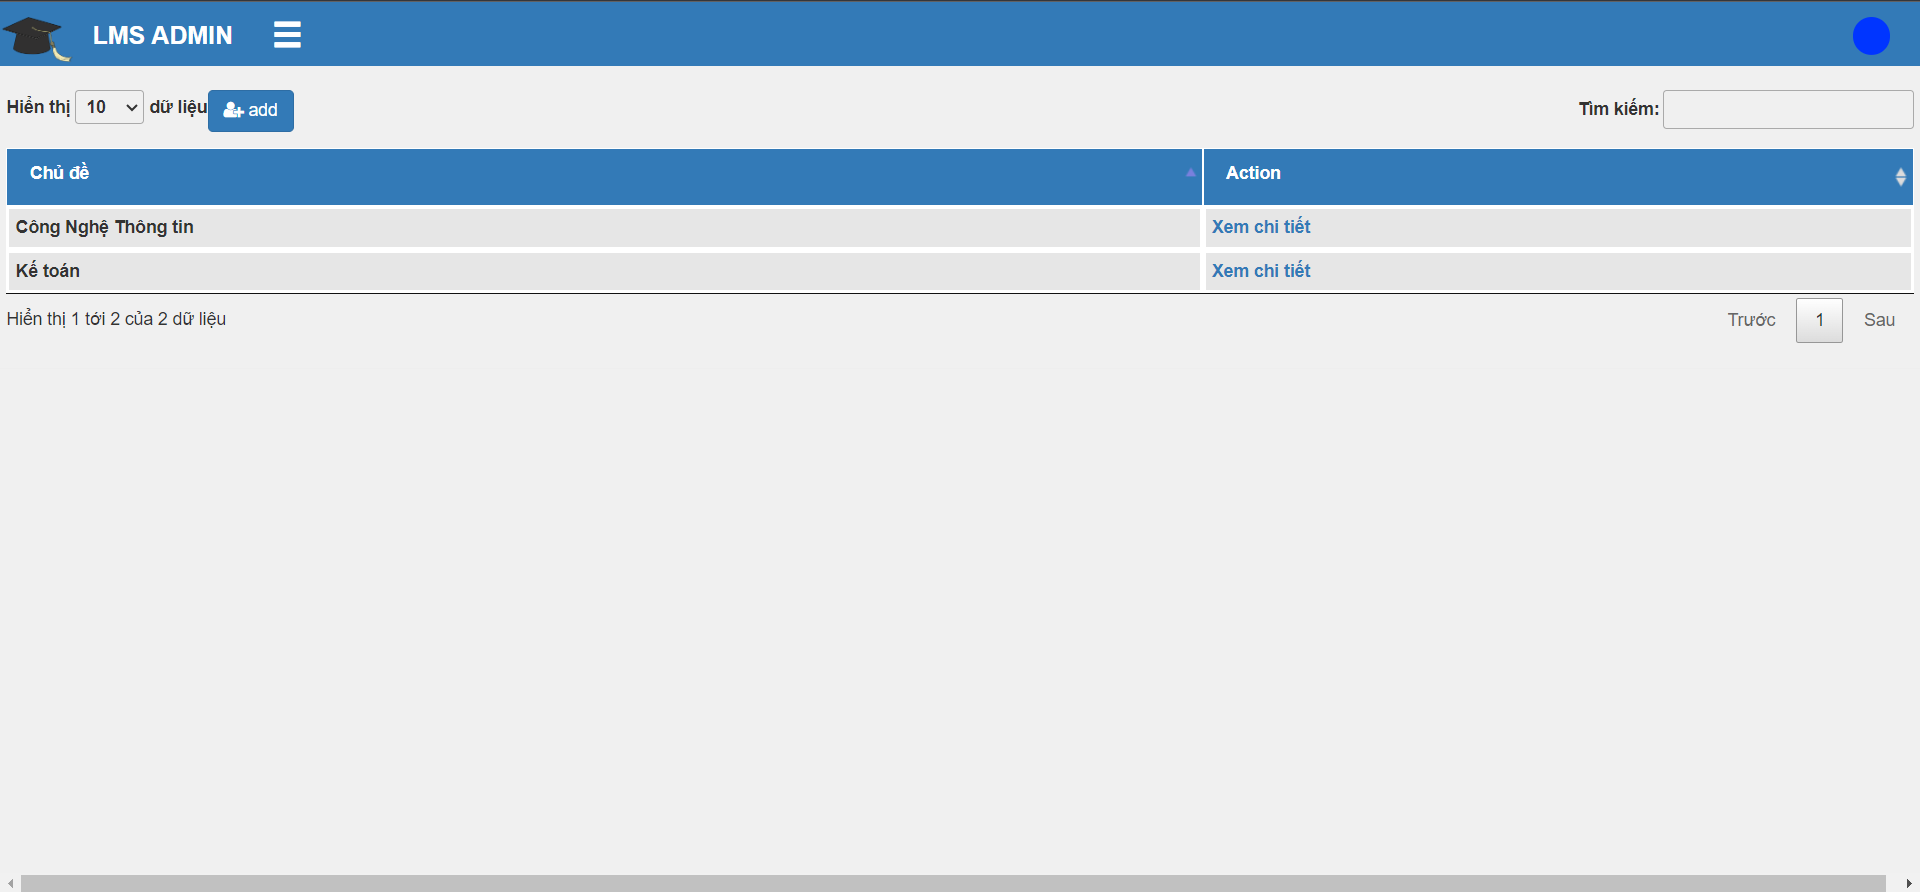 LMS ADMIN
Hiển thị 10 dữ liệu add Tìm kiếm:
Chủ đề Action
Công Nghệ Thông tin Xem chi tiết
Kế toán Xem chi tiết
Hiển thị 1 tới 2 của 2 dữ liệu Trước 1 Sau